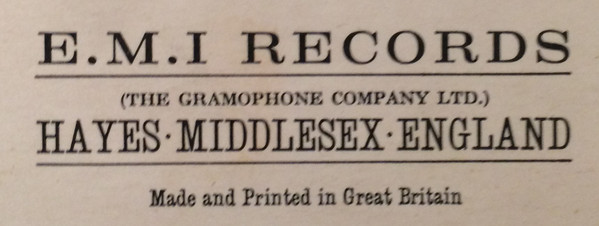 E.M.I RECORDS
(THE GRAMOPHONE COMPANY LTD.)
HAYES·MIDDLESEX·ENGLAND
Made and Printed in Great Britain